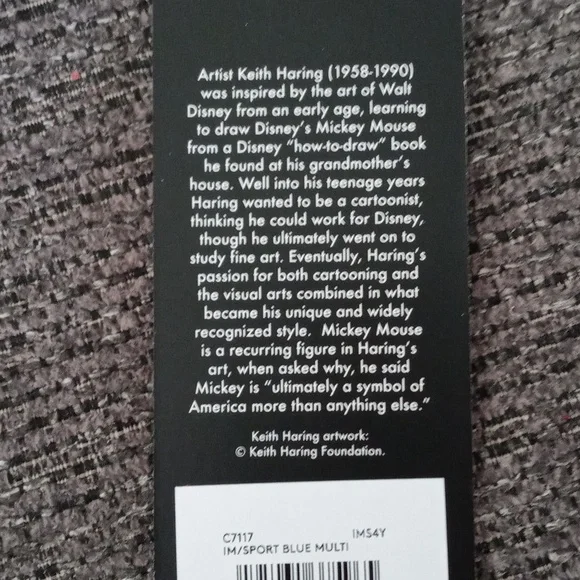 Artist Keith Haring (1958-1990)
was inspired by the art of Walt
Disney from an early age, learning
to draw Disney's Mickey Mouse
from a Disney "how-to-draw" book
he found at his grandmother's
house. Well into his teenage years
Haring wanted to be a cartoonist,
thinking he could work for Disney,
though he ultimately went on to
study fine art. Eventually, Haring's
passion for both cartooning and
the visual arts combined in what
became his unique and widely
recognized style. Mickey Mouse
is a recurring figure in Haring's
art, when asked why, he said
Mickey is "ultimately a symbol of
America more than anything else."
Keith Haring artwork:
© Keith Haring Foundation.
C7117 IMS4Y
IM/SPORT BLUE MULTI